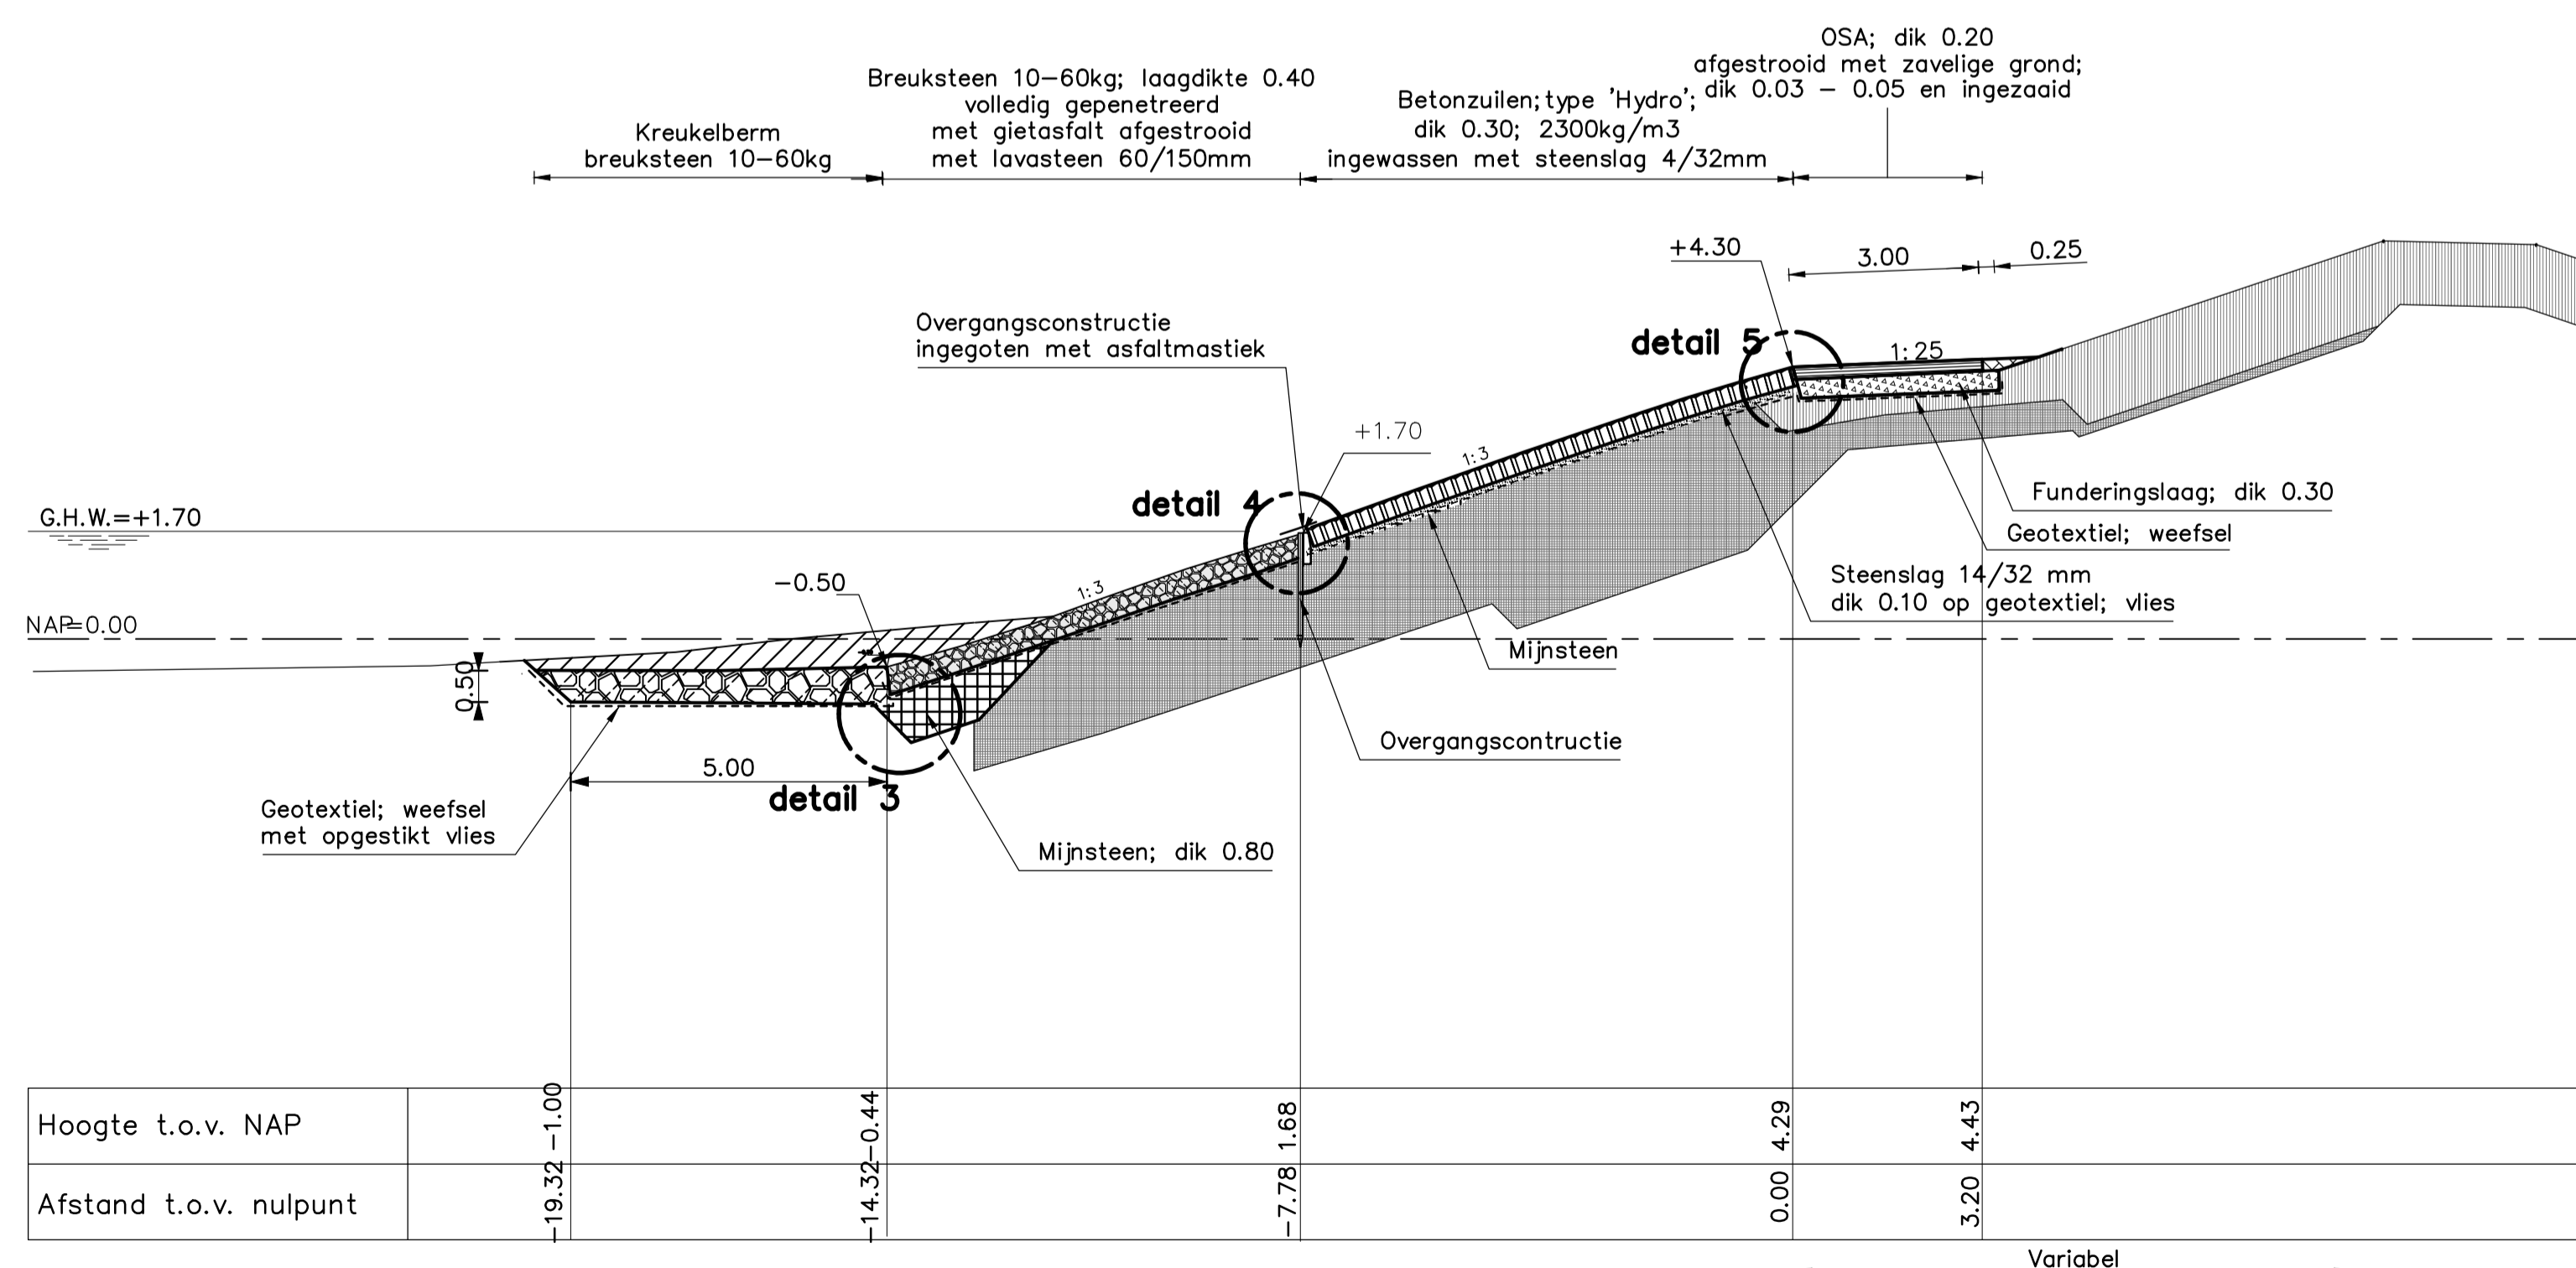 OSA; dik 0.20
afgestrooid met zavelige grond;
dik 0.03 – 0.05 en ingezaaid
Breuksteen 10–60kg; laagdikte 0.40
volledig gepenetreerd
met gietasfalt afgestrooid
met lavasteen 60/150mm
Betonzuilen;type 'Hydro';
dik 0.30; 2300kg/m3
ingewassen met steenslag 4/32mm
Kreukelberm
breuksteen 10–60kg
+4.30
3.00
0.25
Overgangsconstructie
ingegoten met asfaltmastiek
detail 5
1:25
+1.70
1:3
detail 4
Funderingslaag; dik 0.30
G.H.W.=+1.70
Geotextiel; weefsel
−0.50
1:3
Steenslag 14/32 mm
dik 0.10 op geotextiel; vlies
NAP=0.00
Mijnsteen
0.50
Overgangscontructie
5.00
detail 3
Geotextiel; weefsel
met opgestikt vlies
Mijnsteen; dik 0.80
Hoogte t.o.v. NAP
−1.00
−0.44
1.68
4.29
4.43
Afstand t.o.v. nulpunt
−19.32
−14.32
−7.78
0.00
3.20
Variabel